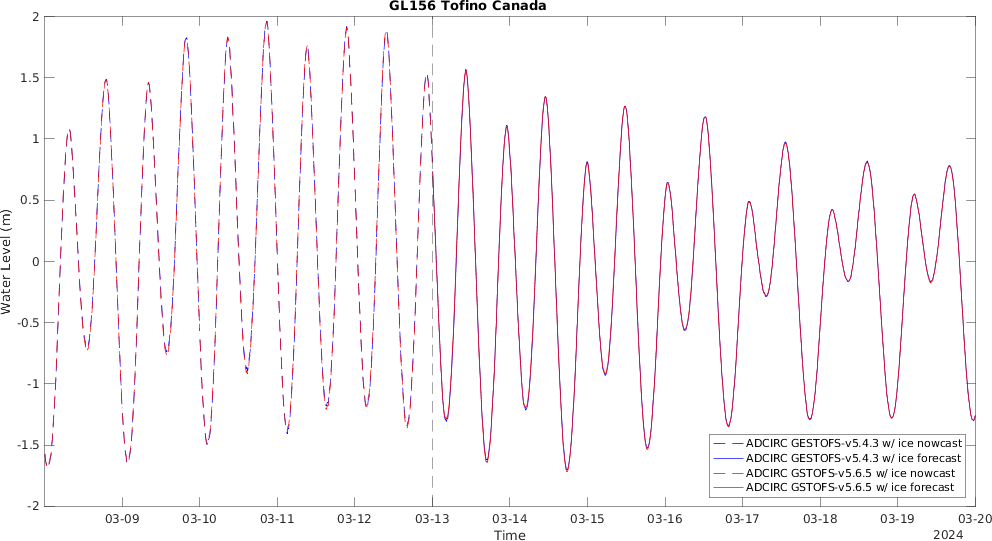 GL156 Tofino Canada
2
1.5
1
0.5
0
-0.5
-1
-1.5
-2
Water Level (m)
ADCIRC GESTOFS-v5.4.3 w/ ice nowcast
ADCIRC GESTOFS-v5.4.3 w/ ice forecast
ADCIRC GSTOFS-v5.6.5 w/ ice nowcast
ADCIRC GSTOFS-v5.6.5 w/ ice forecast
03-09 03-10 03-11 03-12 03-13 03-14 03-15 03-16 03-17 03-18 03-19 03-20
Time 2024